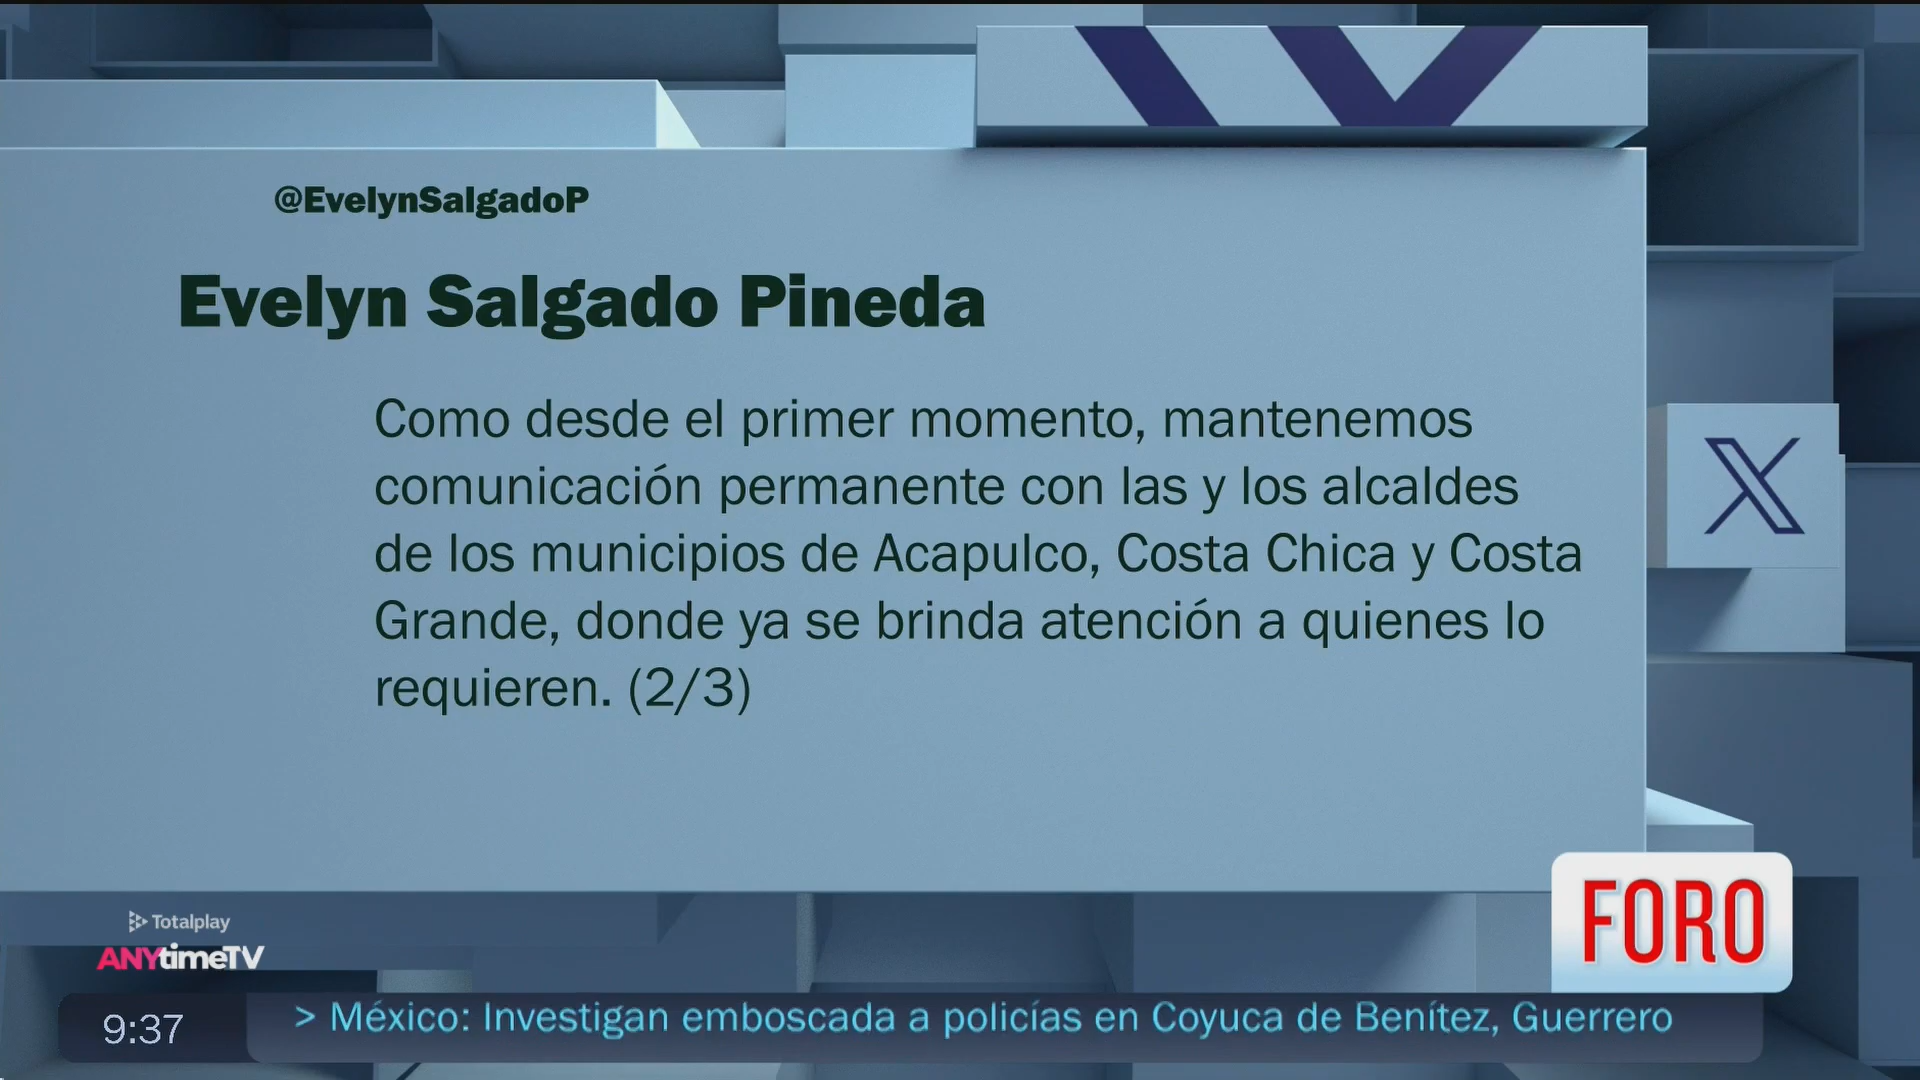 @EvelynSalgadoP
Evelyn Salgado Pineda
Como desde el primer momento, mantenemos
comunicación permanente con las y los alcaldes
de los municipios de Acapulco, Costa Chica y Costa
Grande, donde ya se brinda atención a quienes lo
requieren. (2/3)
FORO
Totalplay
ANYtimeTV
9:37
> México: Investigan emboscada a policías en Coyuca de Benítez, Guerrero